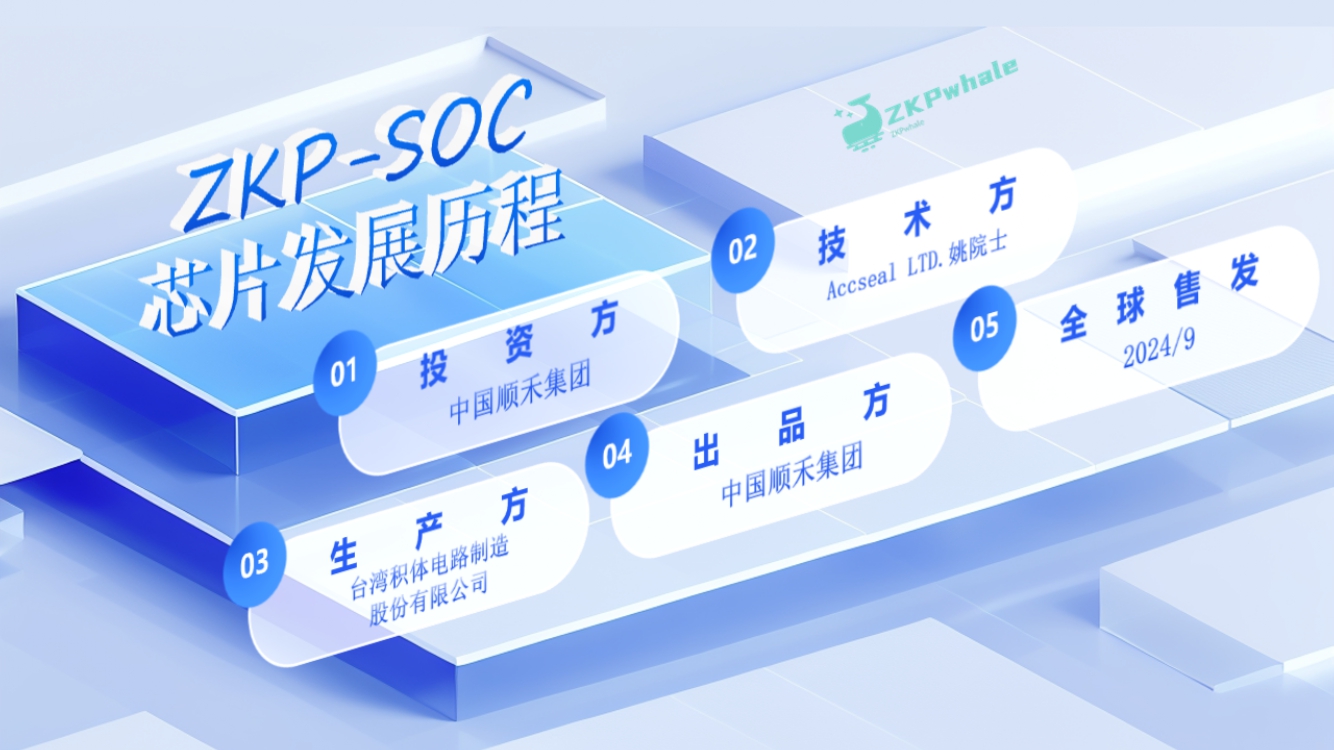 ZKP-SOC
芯片发展历程
ZKPwhale
ZKPwhale
01
投资方
中国顺禾集团
02
技术方
Accseal LTD.姚院士
03
生产方
台湾积体电路制造
股份有限公司
04
出品方
中国顺禾集团
05
全球售发
2024/9